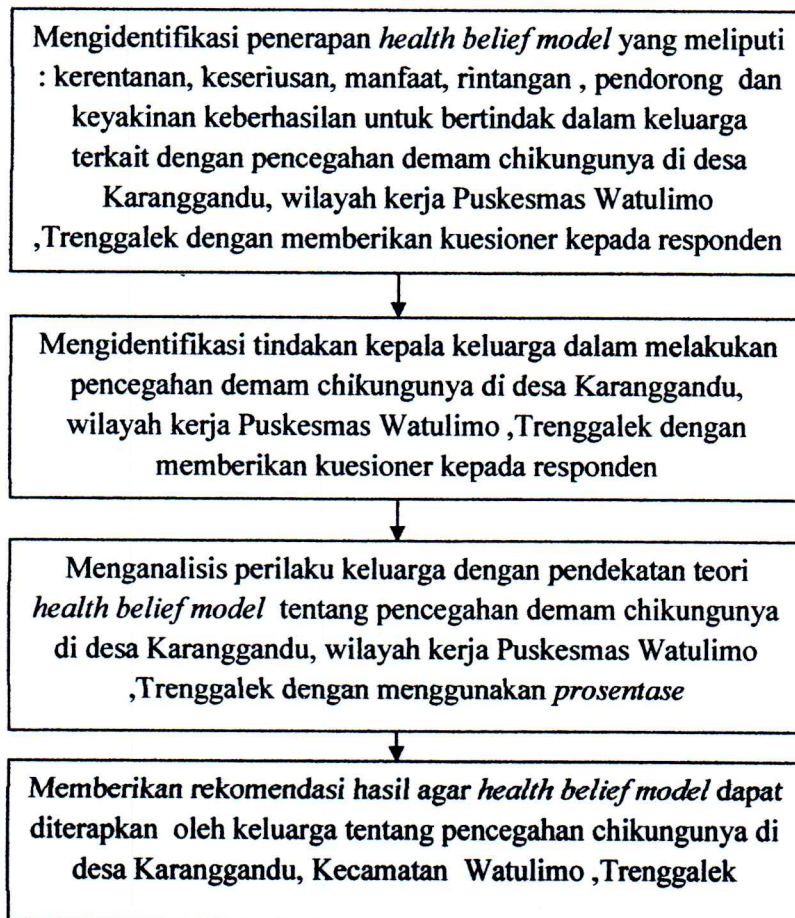 Mengidentifikasi penerapan health belief model yang meliputi
: kerentanan, keseriusan, manfaat, rintangan , pendorong dan
keyakinan keberhasilan untuk bertindak dalam keluarga
terkait dengan pencegahan demam chikungunya di desa
Karanggandu, wilayah kerja Puskesmas Watulimo
,Trenggalek dengan memberikan kuesioner kepada responden
Mengidentifikasi tindakan kepala keluarga dalam melakukan
pencegahan demam chikungunya di desa Karanggandu,
wilayah kerja Puskesmas Watulimo ,Trenggalek dengan
memberikan kuesioner kepada responden
Menganalisis perilaku keluarga dengan pendekatan teori
health belief model tentang pencegahan demam chikungunya
di desa Karanggandu, wilayah kerja Puskesmas Watulimo
,Trenggalek dengan menggunakan prosentase
Memberikan rekomendasi hasil agar health belief model dapat
diterapkan oleh keluarga tentang pencegahan chikungunya di
desa Karanggandu, Kecamatan Watulimo ,Trenggalek